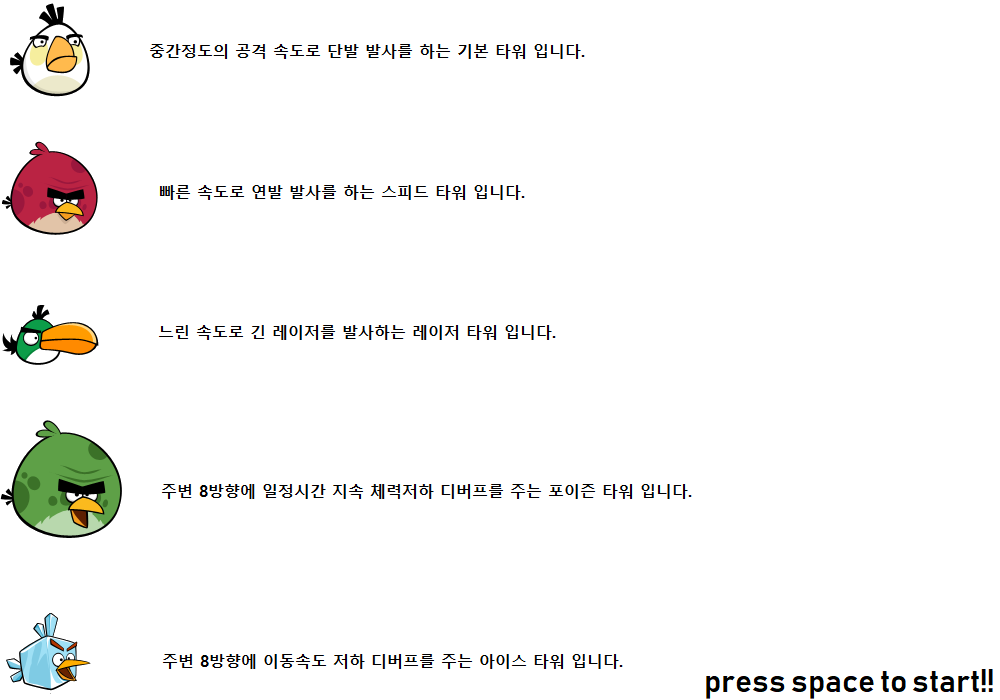 중간정도의 공격 속도로 단발 발사를 하는 기본 타워 입니다.
빠른 속도로 연발 발사를 하는 스피드 타워 입니다.
느린 속도로 긴 레이저를 발사하는 레이저 타워 입니다.
주변 8방향에 일정시간 지속 체력저하 디버프를 주는 포이즌 타워 입니다.
주변 8방향에 이동속도 저하 디버프를 주는 아이스 타워 입니다.
press space to start!!